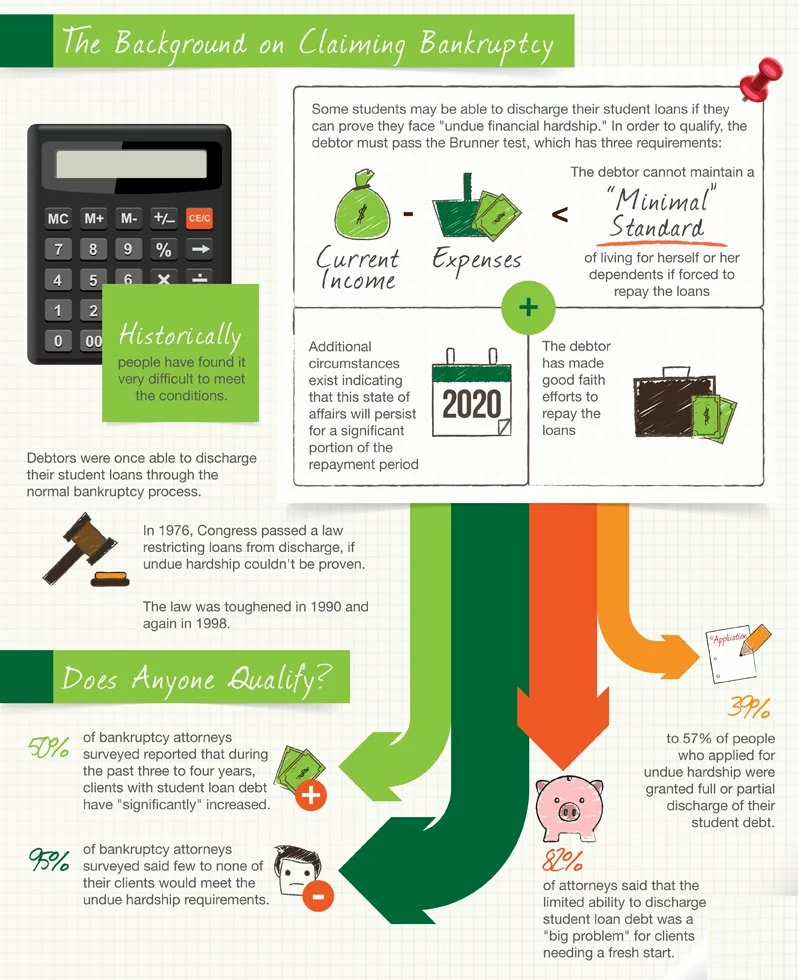 The Background on Claiming Bankruptcy
Some students may be able to discharge their student loans if they
can prove they face "undue financial hardship." In order to qualify, the
debtor must pass the Brunner test, which has three requirements:
$
-
$
<
Current
Income
Expenses
The debtor cannot maintain a
"Minimal"
Standard
of living for herself or her
dependents if forced to
repay the loans
+
Additional
circumstances
exist indicating
that this state of
affairs will persist
for a significant
portion of the
repayment period
2020
The debtor
has made
good faith
efforts to
repay the
loans
$
MC M+ M- +/− CE/C
7 8 9 % →
4 5 6 × ÷
1 2
0 00
Historically
people have found it
very difficult to meet
the conditions.
Debtors were once able to discharge
their student loans through the
normal bankruptcy process.
In 1976, Congress passed a law
restricting loans from discharge, if
undue hardship couldn't be proven.
The law was toughened in 1990 and
again in 1998.
Does Anyone Qualify?
50%
of bankruptcy attorneys
surveyed reported that during
the past three to four years,
clients with student loan debt
have "significantly" increased.
$
+
95%
of bankruptcy attorneys
surveyed said few to none of
their clients would meet the
undue hardship requirements.
-
82%
of attorneys said that the
limited ability to discharge
student loan debt was a
"big problem" for clients
needing a fresh start.
Application
39%
to 57% of people
who applied for
undue hardship were
granted full or partial
discharge of their
student debt.